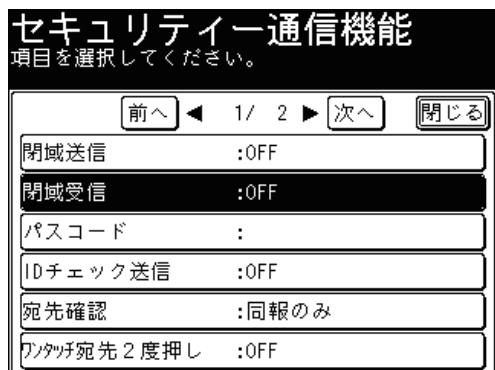 セキュリティー通信機能
項目を選択してください。
前へ ◀ 1/ 2 ▶ 次へ 閉じる
閉域送信 :OFF
閉域受信 :OFF
パスコード :
IDチェック送信 :OFF
宛先確認 :同報のみ
ﾜﾝﾀｯﾁ宛先２度押し :OFF